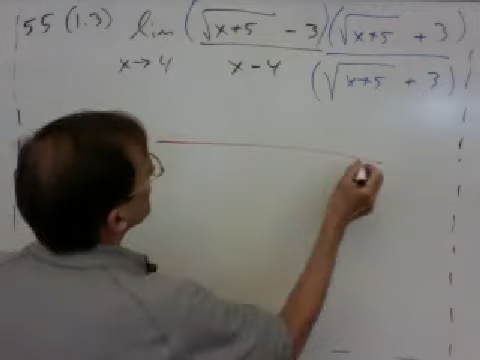 55 (1.3) lim (√x+5 - 3)(√x+5 + 3)
x→4 x-4 (√x+5 + 3)